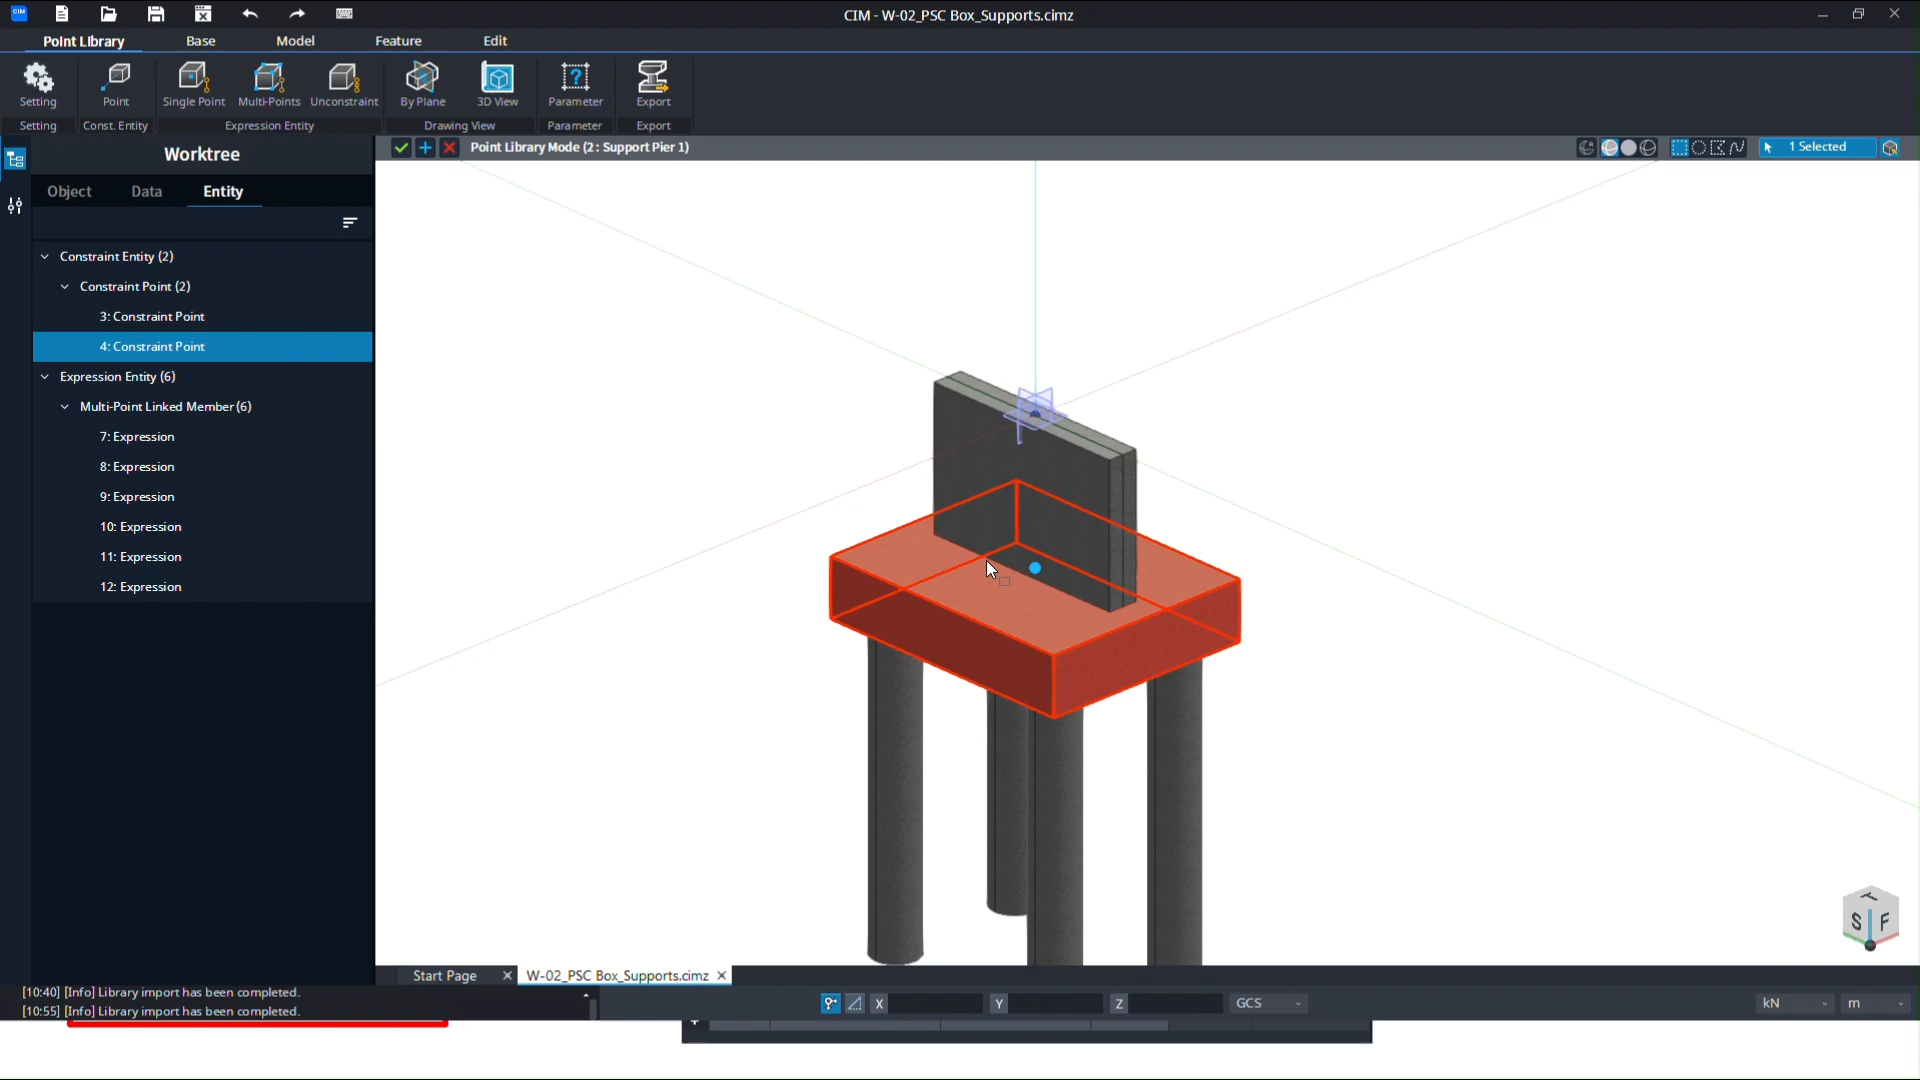 CIM
CIM - W-02_PSC Box_Supports.cimz
Point Library
Base
Model
Feature
Edit
Setting
Point
Single Point
Multi-Points
Unconstraint
By Plane
3D View
Parameter
Export
Setting
Const. Entity
Expression Entity
Drawing View
Parameter
Export
Worktree
Point Library Mode (2 : Support Pier 1)
1 Selected
Object
Data
Entity
Constraint Entity (2)
Constraint Point (2)
3: Constraint Point
4: Constraint Point
Expression Entity (6)
Multi-Point Linked Member (6)
7: Expression
8: Expression
9: Expression
10: Expression
11: Expression
12: Expression
T
S
F
Start Page
W-02_PSC Box_Supports.cimz
[10:40] [Info] Library import has been completed.
[10:55] [Info] Library import has been completed.
X
Y
Z
GCS
kN
m